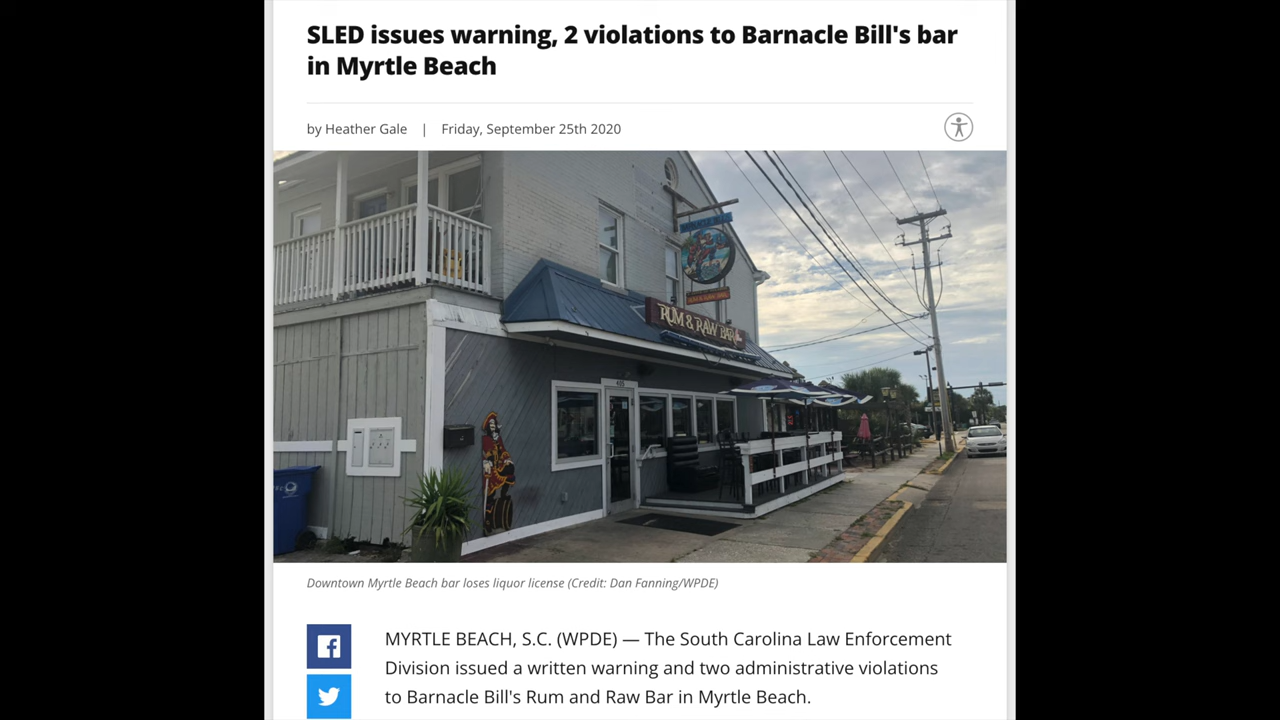 SLED issues warning, 2 violations to Barnacle Bill's bar
in Myrtle Beach
by Heather Gale | Friday, September 25th 2020
RUM & RAW BAR
Downtown Myrtle Beach bar loses liquor license (Credit: Dan Fanning/WPDE)
MYRTLE BEACH, S.C. (WPDE) — The South Carolina Law Enforcement
Division issued a written warning and two administrative violations
to Barnacle Bill's Rum and Raw Bar in Myrtle Beach.